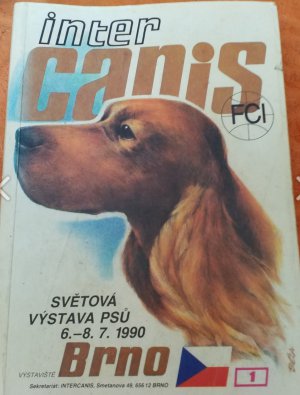 inter
canis
FCI
SVĚTOVÁ
VÝSTAVA PSŮ
6.–8. 7. 1990
VÝSTAVIŠTĚ Brno
1
Sekretariát: INTERCANIS, Smetanova 49, 656 12 BRNO